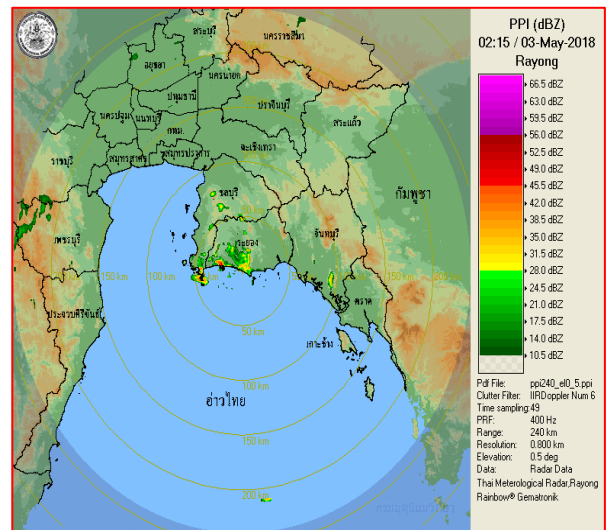 PPI (dBZ)
02:15 / 03-May-2018
Rayong
66.5 dBZ
63.0 dBZ
59.5 dBZ
56.0 dBZ
52.5 dBZ
49.0 dBZ
45.5 dBZ
42.0 dBZ
38.5 dBZ
35.0 dBZ
31.5 dBZ
28.0 dBZ
24.5 dBZ
21.0 dBZ
17.5 dBZ
14.0 dBZ
10.5 dBZ
Pdf File: ppi240_el0_5.ppi
Clutter Filter: IIRDoppler Num 6
Time sampling:49
PRF: 400 Hz
Range: 240 km
Resolution: 0.800 km
Elevation: 0.5 deg
Data: Radar Data
Thai Meterological Radar,Rayong
Rainbow® Gematronik
สระบุรี
นครราชสีมา
อยุธยา
นครนายก
ปทุมธานี
ปราจีนบุรี
นครปฐม
นนทบุรี
กทม.
สระแก้ว
ราชบุรี
สมุทรสาคร
สมุทรปราการ
ฉะเชิงเทรา
ชลบุรี
กัมพูชา
เพชรบุรี
ระยอง
จันทบุรี
150 km
100 km
ประจวบคีรีขันธ์
ตราด
50 km
เกาะช้าง
100 km
อ่าวไทย
150 km
200 km
กรมอุตุนิยมวิทยา